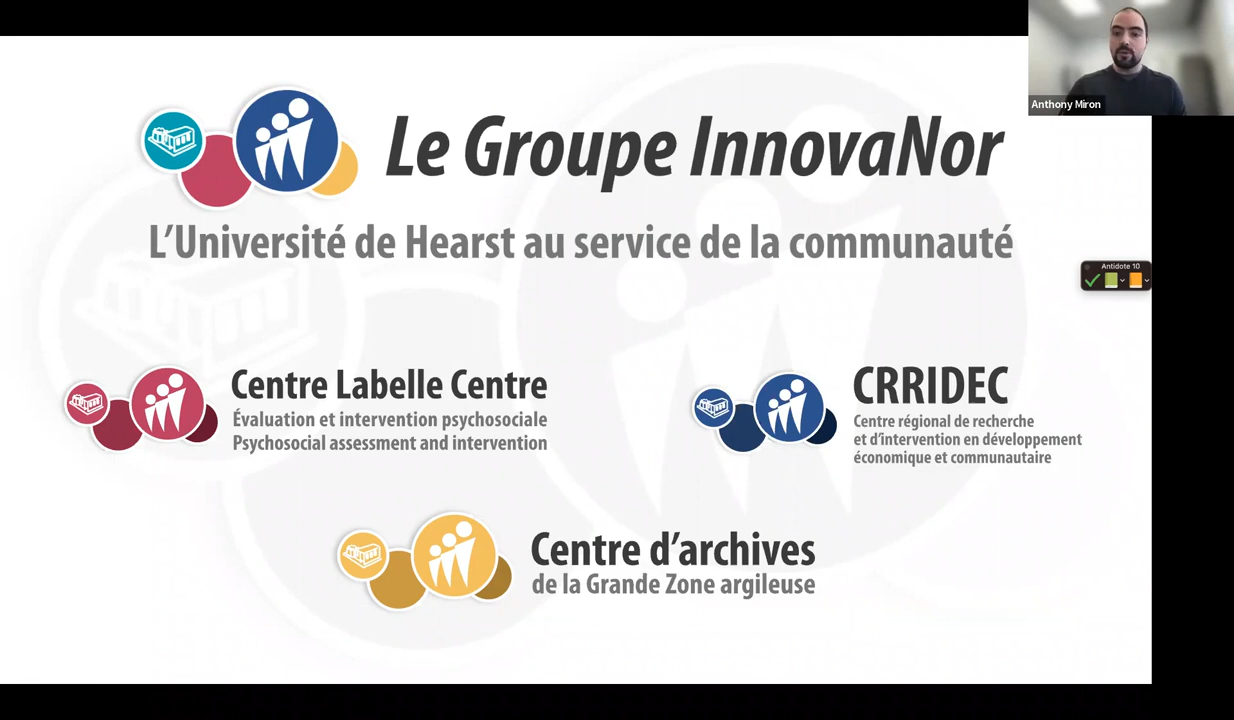 Anthony Miron
Le Groupe InnovaNor
L'Université de Hearst au service de la communauté
Antidote 10
Centre Labelle Centre
Évaluation et intervention psychosociale
Psychosocial assessment and intervention
CRRIDEC
Centre régional de recherche
et d'intervention en développement
économique et communautaire
Centre d'archives
de la Grande Zone argileuse